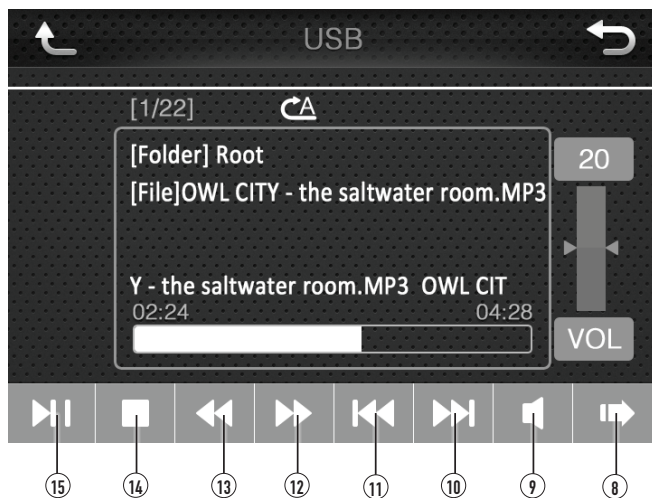 USB
[1/22] A
[Folder] Root
20
[File]OWL CITY - the saltwater room.MP3
Y - the saltwater room.MP3 OWL CIT
02:24 04:28
VOL
15 14 13 12 11 10 9 8